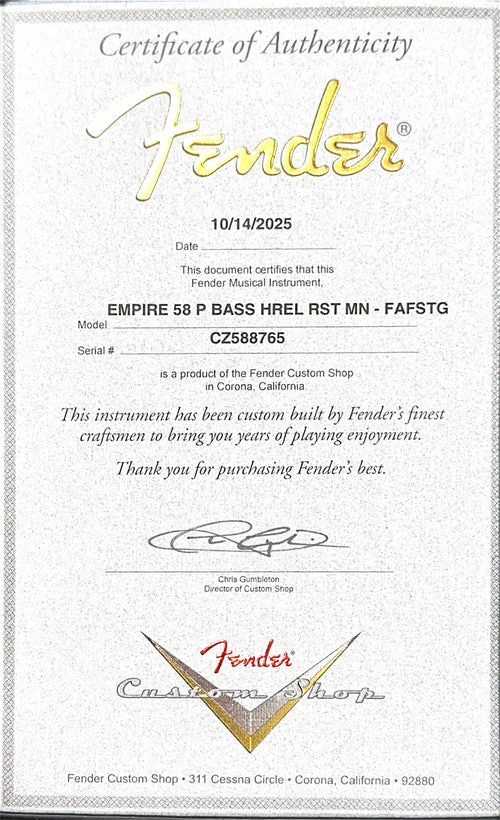 Certificate of Authenticity
Fender®
10/14/2025
Date
This document certifies that this
Fender Musical Instrument,
EMPIRE 58 P BASS HREL RST MN - FAFSTG
Model
CZ588765
Serial #
is a product of the Fender Custom Shop
in Corona, California.
This instrument has been custom built by Fender's finest
craftsmen to bring you years of playing enjoyment.
Thank you for purchasing Fender's best.
Chris Gumbleton
Director of Custom Shop
Fender®
Custom Shop
Fender Custom Shop • 311 Cessna Circle • Corona, California • 92880